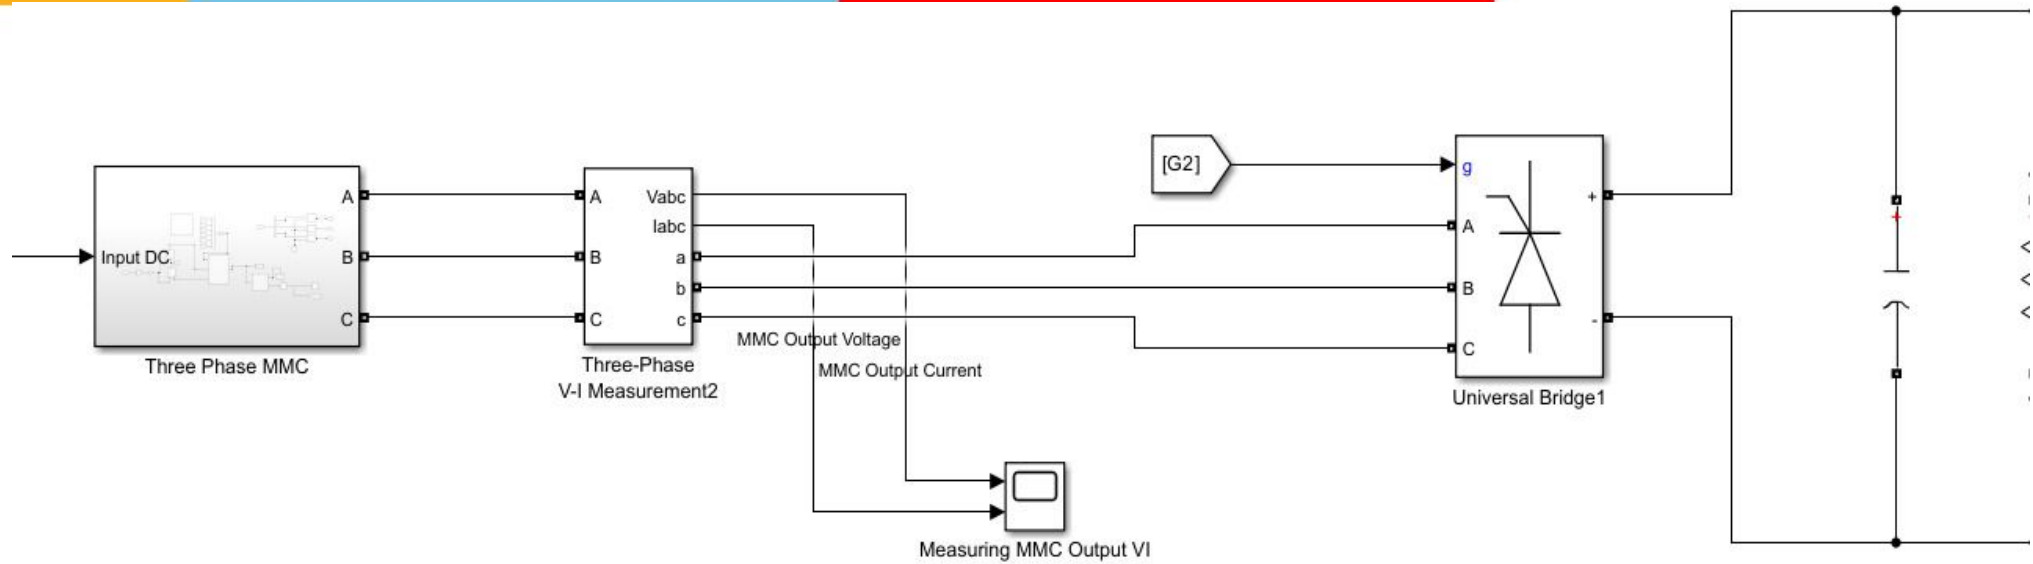 Input DC
A
B
C
Three Phase MMC
A
B
C
Vabc
Iabc
a
b
c
Three-Phase
V-I Measurement2
MMC Output Voltage
MMC Output Current
[G2]
g
A
B
C
+
-
Universal Bridge1
+
Measuring MMC Output VI